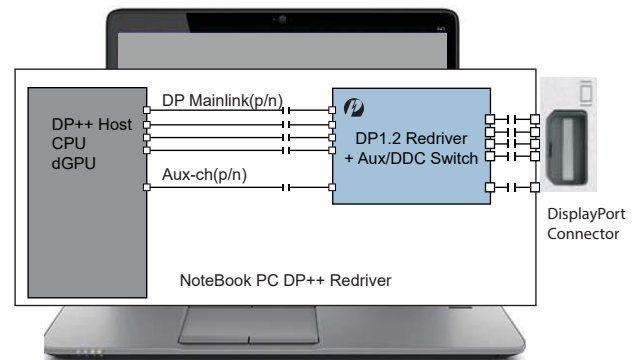 DP Mainlink(p/n)
DP++ Host
CPU
dGPU
DP1.2 Redriver
+ Aux/DDC Switch
Aux-ch(p/n)
DisplayPort
Connector
NoteBook PC DP++ Redriver